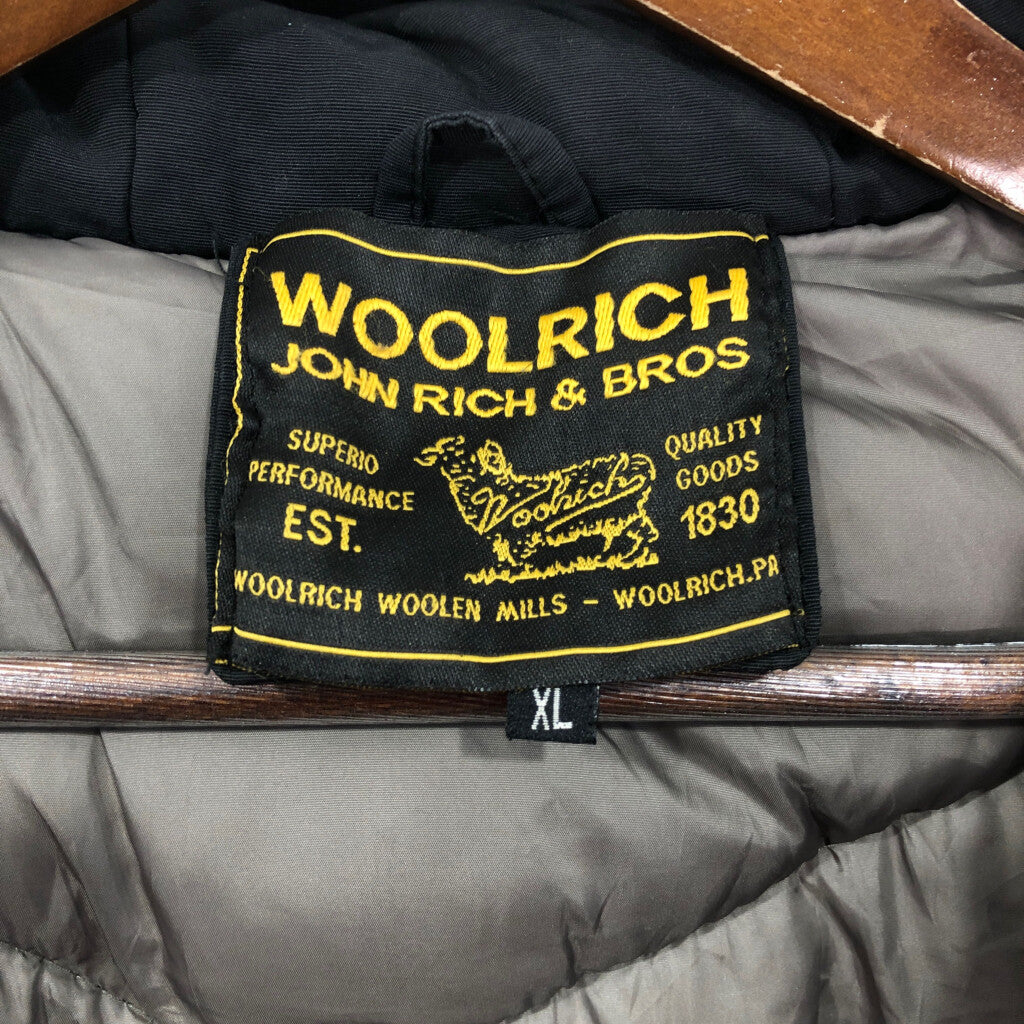 WOOLRICH
JOHN RICH & BROS
SUPERIO
PERFORMANCE
EST.
Woolrich
QUALITY
GOODS
1830
WOOLRICH WOOLEN MILLS - WOOLRICH.PA
XL